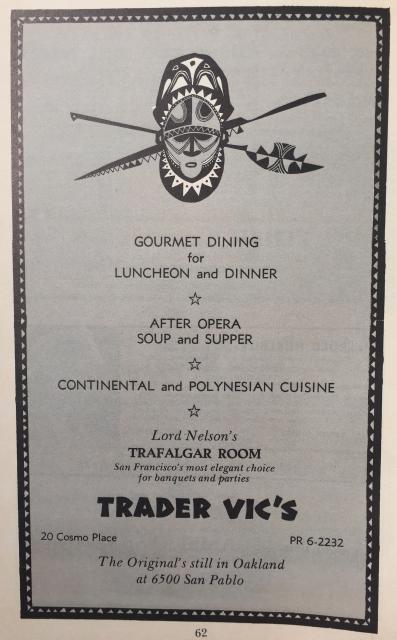 GOURMET DINING
for
LUNCHEON and DINNER
☆
AFTER OPERA
SOUP and SUPPER
☆
CONTINENTAL and POLYNESIAN CUISINE
☆
Lord Nelson's
TRAFALGAR ROOM
San Francisco's most elegant choice
for banquets and parties
TRADER VIC'S
20 Cosmo Place PR 6-2232
The Original's still in Oakland
at 6500 San Pablo
62